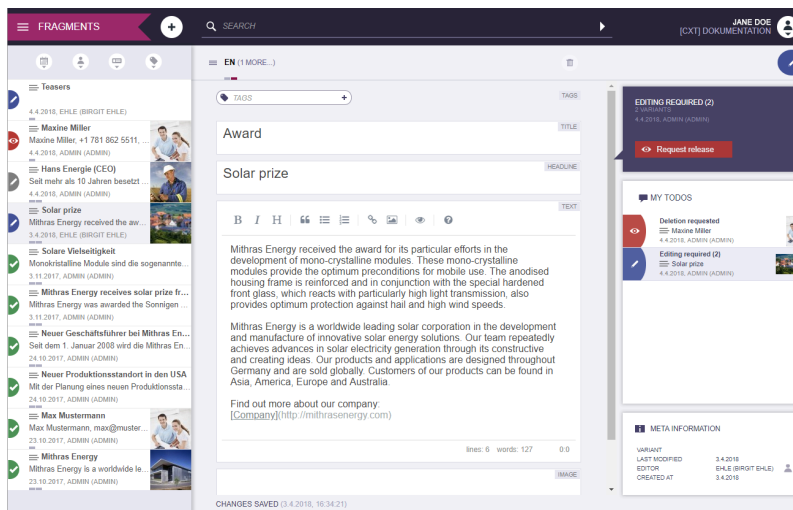 FRAGMENTS
+
SEARCH
JANE DOE
[CXT] DOKUMENTATION
EN (1 MORE...)
Teasers
4.4.2018, EHLE (BIRGIT EHLE)
Maxine Miller
Maxine Miller, +1 781 862 5511, ...
4.4.2018, ADMIN (ADMIN)
Hans Energie (CEO)
Seit mehr als 10 Jahren besetzt ...
4.4.2018, ADMIN (ADMIN)
Solar prize
Mithras Energy received the aw...
3.4.2018, EHLE (BIRGIT EHLE)
Solare Vielseitigkeit
Monokristalline Module sind die sogenannte...
3.11.2017, ADMIN (ADMIN)
Mithras Energy receives solar prize fr...
Mithras Energy was awarded the Sonnigen ...
3.11.2017, ADMIN (ADMIN)
Neuer Geschäftsführer bei Mithras En...
Seit dem 1. Januar 2008 wird die Mithras En...
24.10.2017, ADMIN (ADMIN)
Neuer Produktionsstandort in den USA
Mit der Planung eines neuen Produktionssta...
24.10.2017, ADMIN (ADMIN)
Max Mustermann
Max Mustermann, max@muster...
23.10.2017, ADMIN (ADMIN)
Mithras Energy
Mithras Energy is a worldwide le...
23.10.2017, ADMIN (ADMIN)
TAGS +
TAGS
Award
TITLE
Solar prize
HEADLINE
TEXT
B I H
Mithras Energy received the award for its particular efforts in the
development of mono-crystalline modules. These mono-crystalline
modules provide the optimum preconditions for mobile use. The anodised
housing frame is reinforced and in conjunction with the special hardened
front glass, which reacts with particularly high light transmission, also
provides optimum protection against hail and high wind speeds.
Mithras Energy is a worldwide leading solar corporation in the development
and manufacture of innovative solar energy solutions. Our team repeatedly
achieves advances in solar electricity generation through its constructive
and creating ideas. Our products and applications are designed throughout
Germany and are sold globally. Customers of our products can be found in
Asia, America, Europe and Australia.
Find out more about our company:
[Company](http://mithrasenergy.com)
lines: 6 words: 127 0:0
IMAGE
CHANGES SAVED (3.4.2018, 16:34:21)
EDITING REQUIRED (2)
2 VARIANTS
4.4.2018, ADMIN (ADMIN)
Request release
MY TODOS
Deletion requested
Maxine Miller
4.4.2018, ADMIN (ADMIN)
Editing required (2)
Solar prize
4.4.2018, ADMIN (ADMIN)
META INFORMATION
VARIANT
LAST MODIFIED 3.4.2018
EDITOR EHLE (BIRGIT EHLE)
CREATED AT 3.4.2018